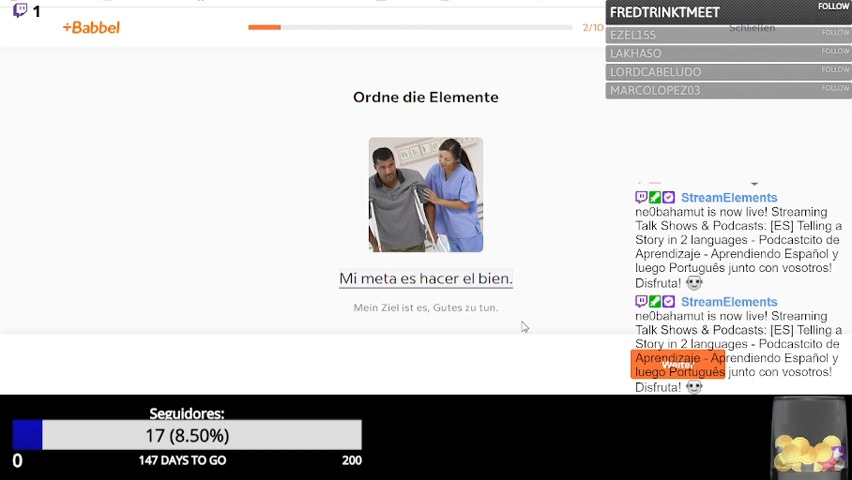 1
+Babbel
2/10
Schließen
FREDTRINKTMEET FOLLOW
EZEL155 FOLLOW
LAKHASO FOLLOW
LORDCABELUDO FOLLOW
MARCOLOPEZ03 FOLLOW
Ordne die Elemente
Mi meta es hacer el bien.
Mein Ziel ist es, Gutes zu tun.
StreamElements
ne0bahamut is now live! Streaming
Talk Shows & Podcasts: [ES] Telling a
Story in 2 languages - Podcastcito de
Aprendizaje - Aprendiendo Español y
luego Português junto con vosotros!
Disfruta!
StreamElements
ne0bahamut is now live! Streaming
Talk Shows & Podcasts: [ES] Telling a
Story in 2 languages - Podcastcito de
Aprendizaje - Aprendiendo Español y
luego Português junto con vosotros!
Disfruta!
Weiter
Seguidores:
17 (8.50%)
0 147 DAYS TO GO 200